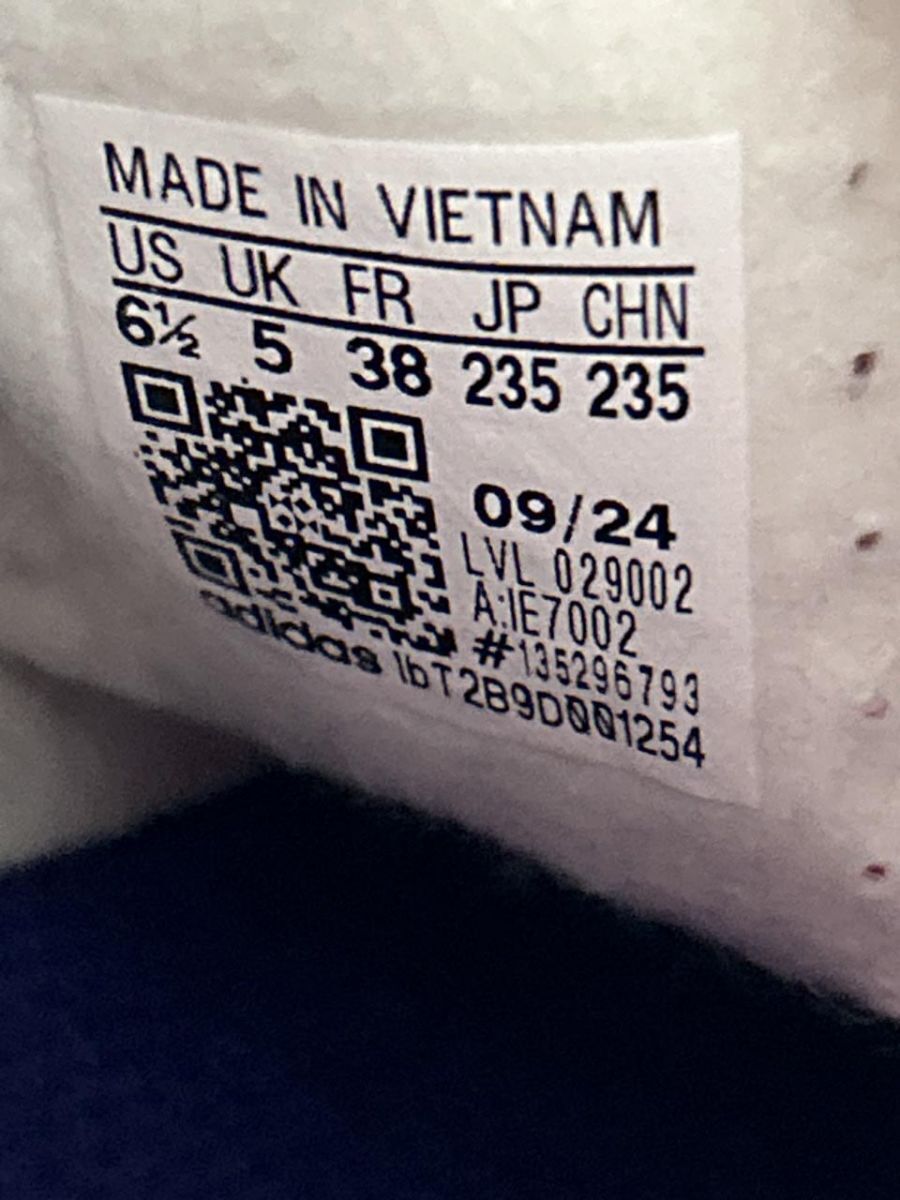 MADE IN VIETNAM
US UK FR JP CHN
6½ 5 38 235 235
09/24
LVL 029002
A:IE7002
#135296793
adidas lbT2B9D001254